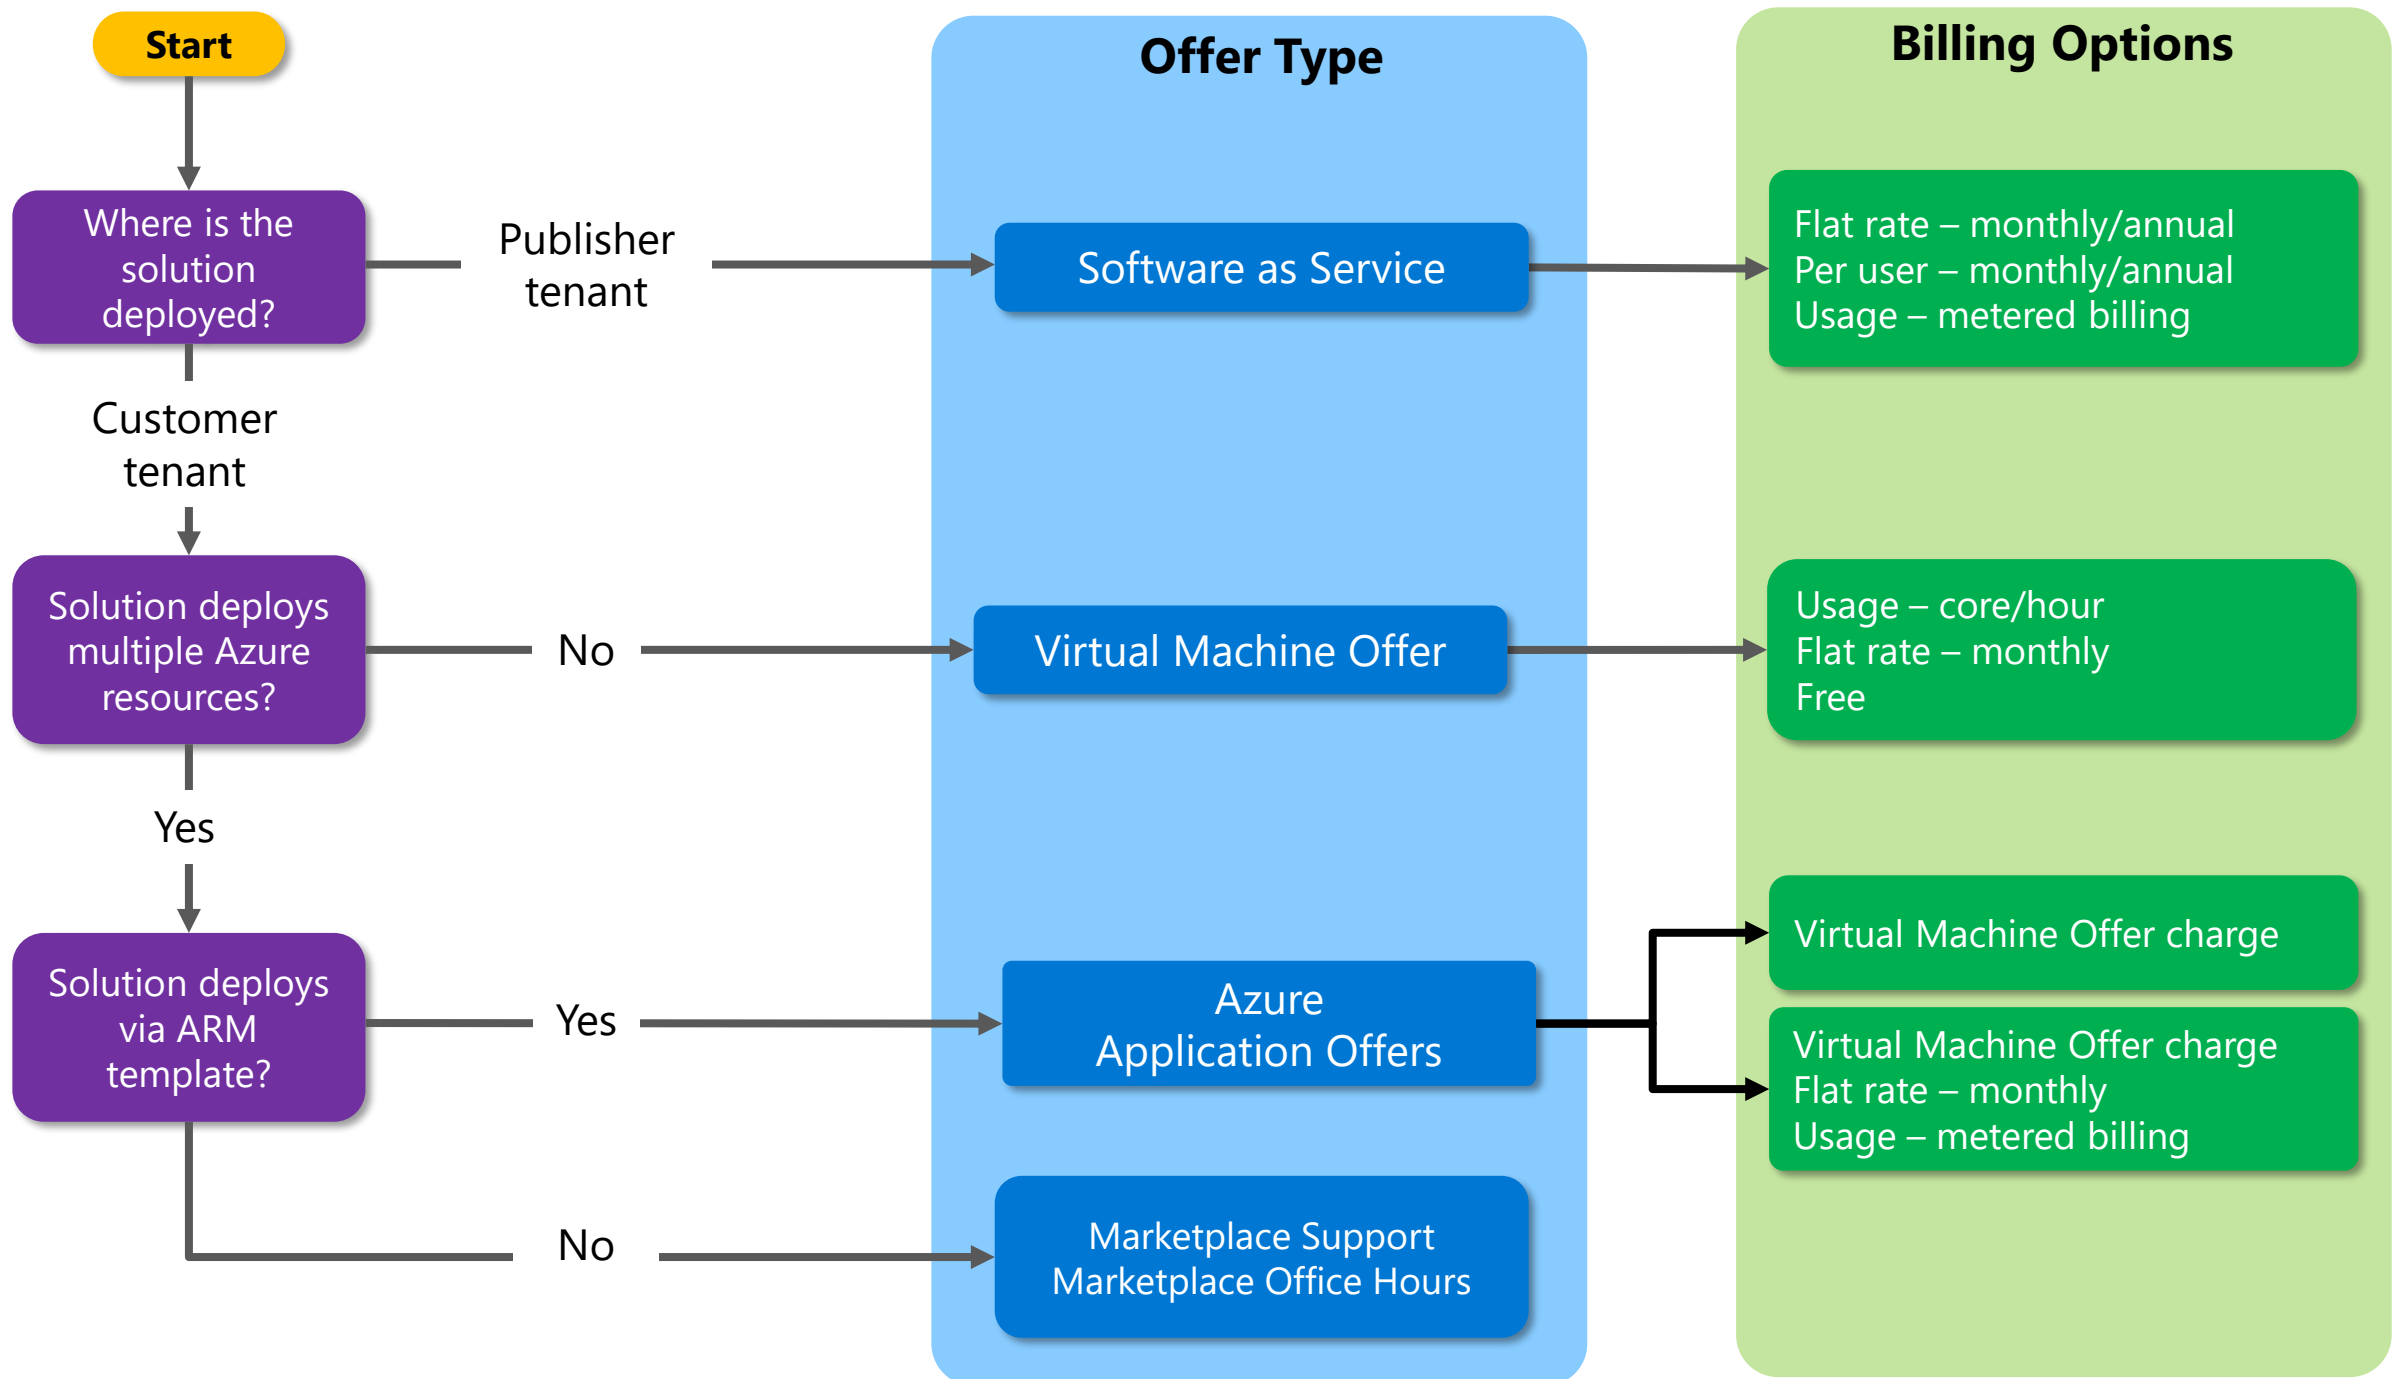 Start
Offer Type
Billing Options
Where is the
solution
deployed?
Publisher
tenant
Software as Service
Flat rate – monthly/annual
Per user – monthly/annual
Usage – metered billing
Customer
tenant
Solution deploys
multiple Azure
resources?
No
Virtual Machine Offer
Usage – core/hour
Flat rate – monthly
Free
Yes
Solution deploys
via ARM
template?
Yes
Azure
Application Offers
Virtual Machine Offer charge
Virtual Machine Offer charge
Flat rate – monthly
Usage – metered billing
No
Marketplace Support
Marketplace Office Hours